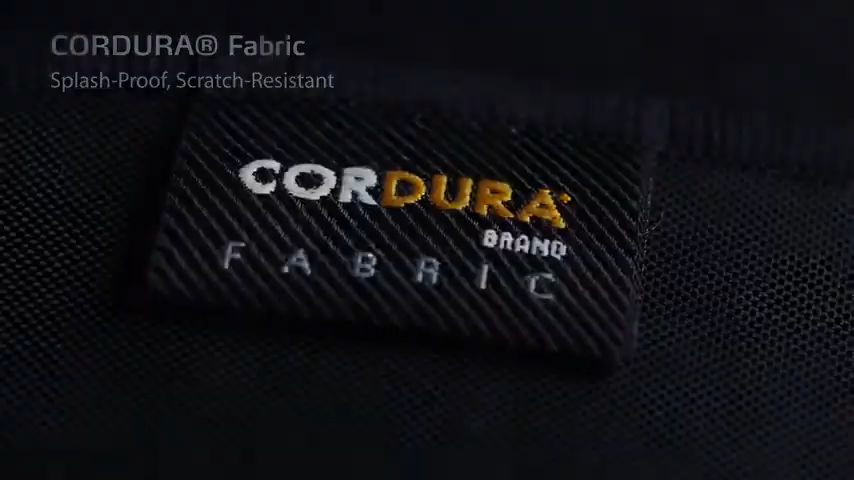 CORDURA® Fabric
Splash-Proof, Scratch-Resistant
CORDURA
BRAND
FABRIC